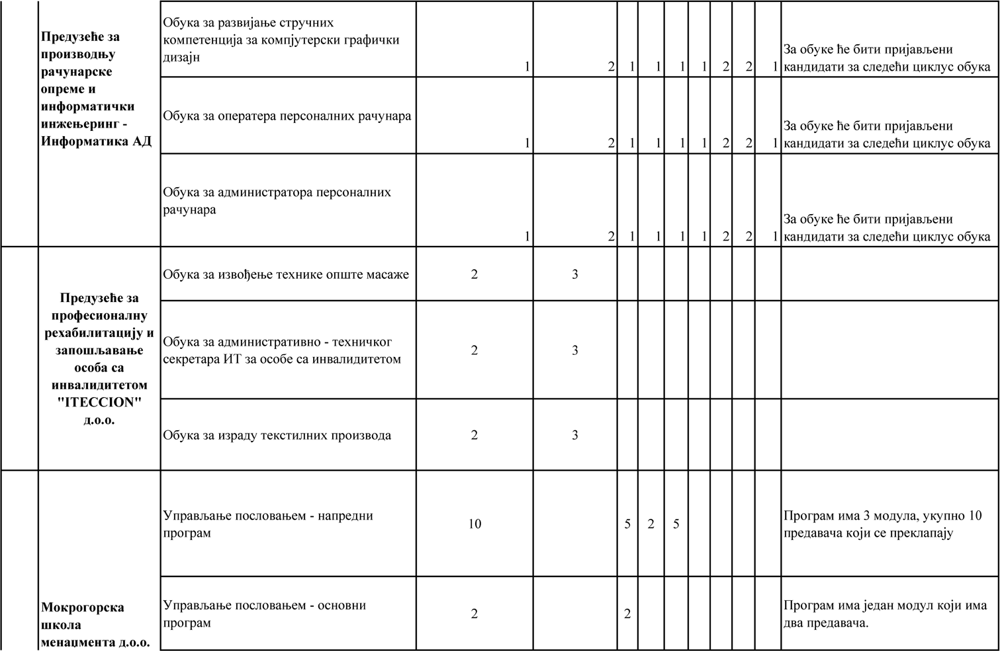 Предузеће за
производњу
рачунарске
опреме и
информатички
инжењеринг -
Информатика АД
Обука за развијање стручних
компетенција за компјутерски графички
дизајн
1 2 1 1 1 1 2 2 1
За обуке ће бити пријављени
кандидати за следећи циклус обука
Обука за оператера персоналних рачунара
1 2 1 1 1 1 2 2 1
За обуке ће бити пријављени
кандидати за следећи циклус обука
Обука за администратора персоналних
рачунара
1 2 1 1 1 1 2 2 1
За обуке ће бити пријављени
кандидати за следећи циклус обука
Предузеће за
професионалну
рехабилитацију и
запошљавање
особа са
инвалидитетом
"ITECCION"
д.о.о.
Обука за извођење технике опште масаже
2 3
Обука за административно - техничког
секретара ИТ за особе са инвалидитетом
2 3
Обука за израду текстилних производа
2 3
Мокрогорска
школа
менаџмента д.о.о.
Управљање пословањем - напредни
програм
10 5 2 5
Програм има 3 модула, укупно 10
предавача који се преклапају
Управљање пословањем - основни
програм
2 2
Програм има један модул који има
два предавача.